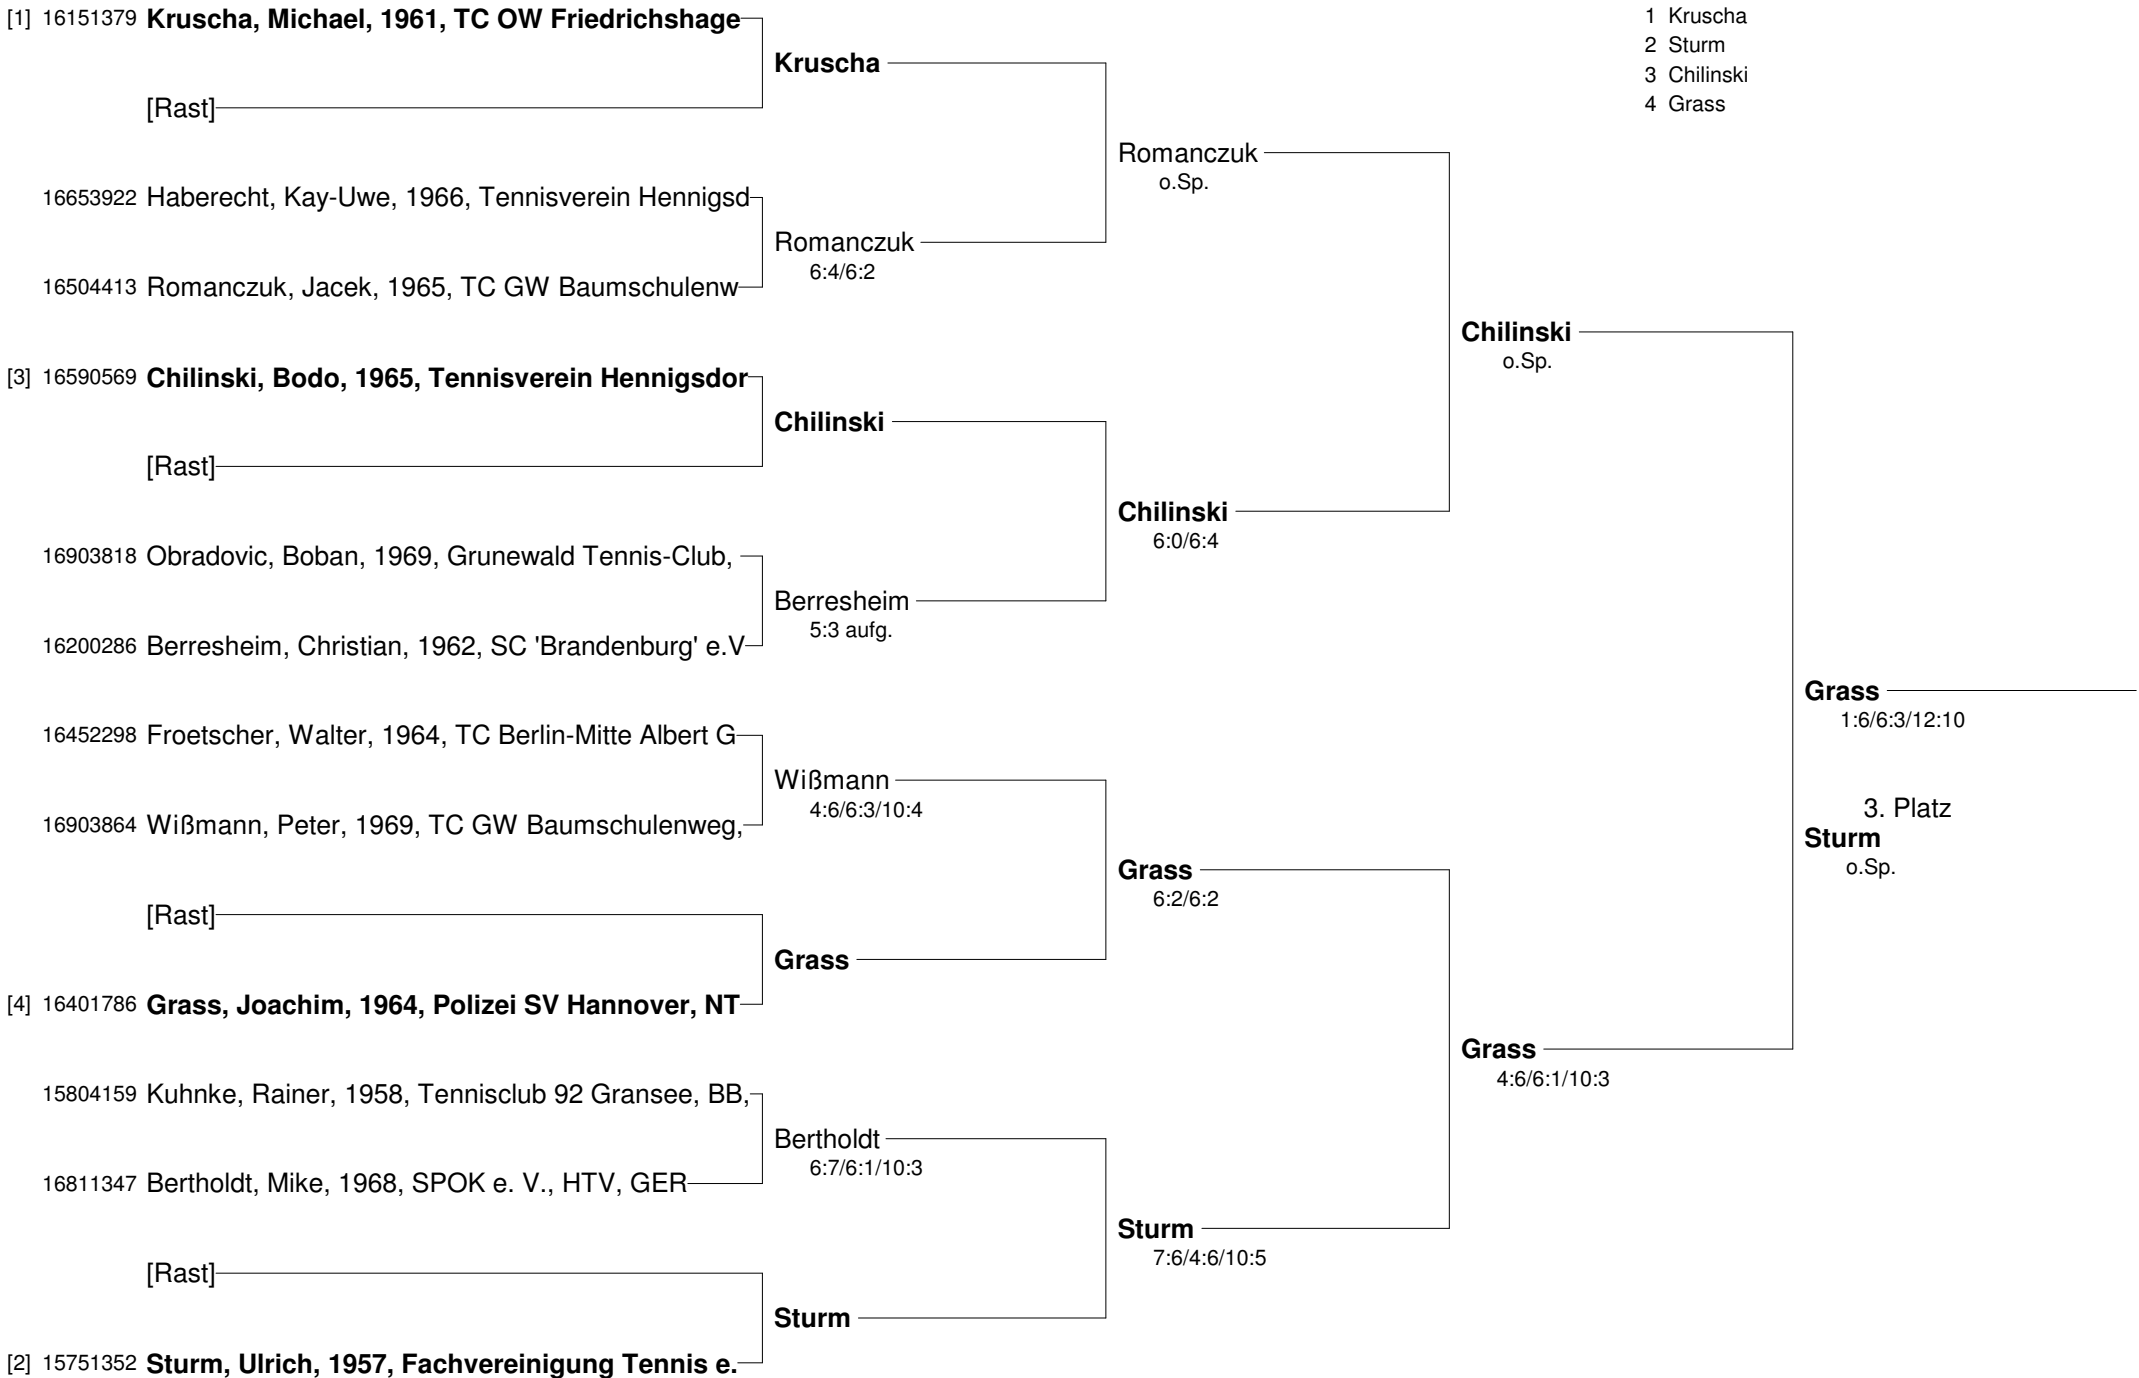 [1] 16151379 Kruscha, Michael, 1961, TC OW Friedrichshage
[Rast]
16653922 Haberecht, Kay-Uwe, 1966, Tennisverein Hennigsd
16504413 Romanczuk, Jacek, 1965, TC GW Baumschulenw
[3] 16590569 Chilinski, Bodo, 1965, Tennisverein Hennigsdor
[Rast]
16903818 Obradovic, Boban, 1969, Grunewald Tennis-Club,
16200286 Berresheim, Christian, 1962, SC 'Brandenburg' e.V
16452298 Froetscher, Walter, 1964, TC Berlin-Mitte Albert G
16903864 Wißmann, Peter, 1969, TC GW Baumschulenweg,
[Rast]
[4] 16401786 Grass, Joachim, 1964, Polizei SV Hannover, NT
15804159 Kuhnke, Rainer, 1958, Tennisclub 92 Gransee, BB,
16811347 Bertholdt, Mike, 1968, SPOK e. V., HTV, GER
[Rast]
[2] 15751352 Sturm, Ulrich, 1957, Fachvereinigung Tennis e.
Kruscha
Romanczuk
6:4/6:2
Chilinski
Berresheim
5:3 aufg.
Wißmann
4:6/6:3/10:4
Grass
Bertholdt
6:7/6:1/10:3
Sturm
Romanczuk
o.Sp.
Chilinski
6:0/6:4
Grass
6:2/6:2
Sturm
7:6/4:6/10:5
Chilinski
o.Sp.
Grass
4:6/6:1/10:3
Grass
1:6/6:3/12:10
3. Platz
Sturm
o.Sp.
1 Kruscha
2 Sturm
3 Chilinski
4 Grass